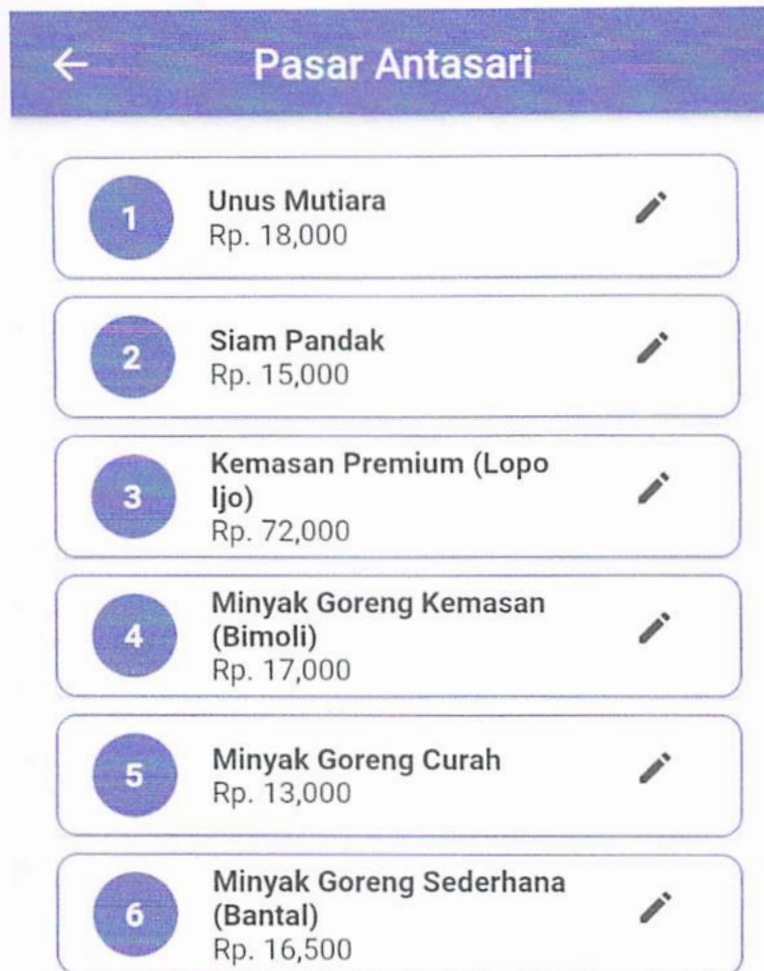 Pasar Antasari
1
Unus Mutiara
Rp. 18,000
2
Siam Pandak
Rp. 15,000
3
Kemasan Premium (Lopo
Ijo)
Rp. 72,000
4
Minyak Goreng Kemasan
(Bimoli)
Rp. 17,000
5
Minyak Goreng Curah
Rp. 13,000
6
Minyak Goreng Sederhana
(Bantal)
Rp. 16,500